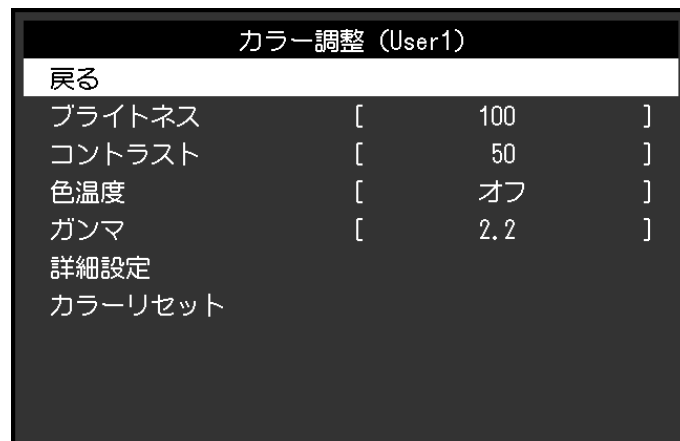 カラー調整 (User1)
戻る
ブライトネス [ 100 ]
コントラスト [ 50 ]
色温度 [ オフ ]
ガンマ [ 2.2 ]
詳細設定
カラーリセット